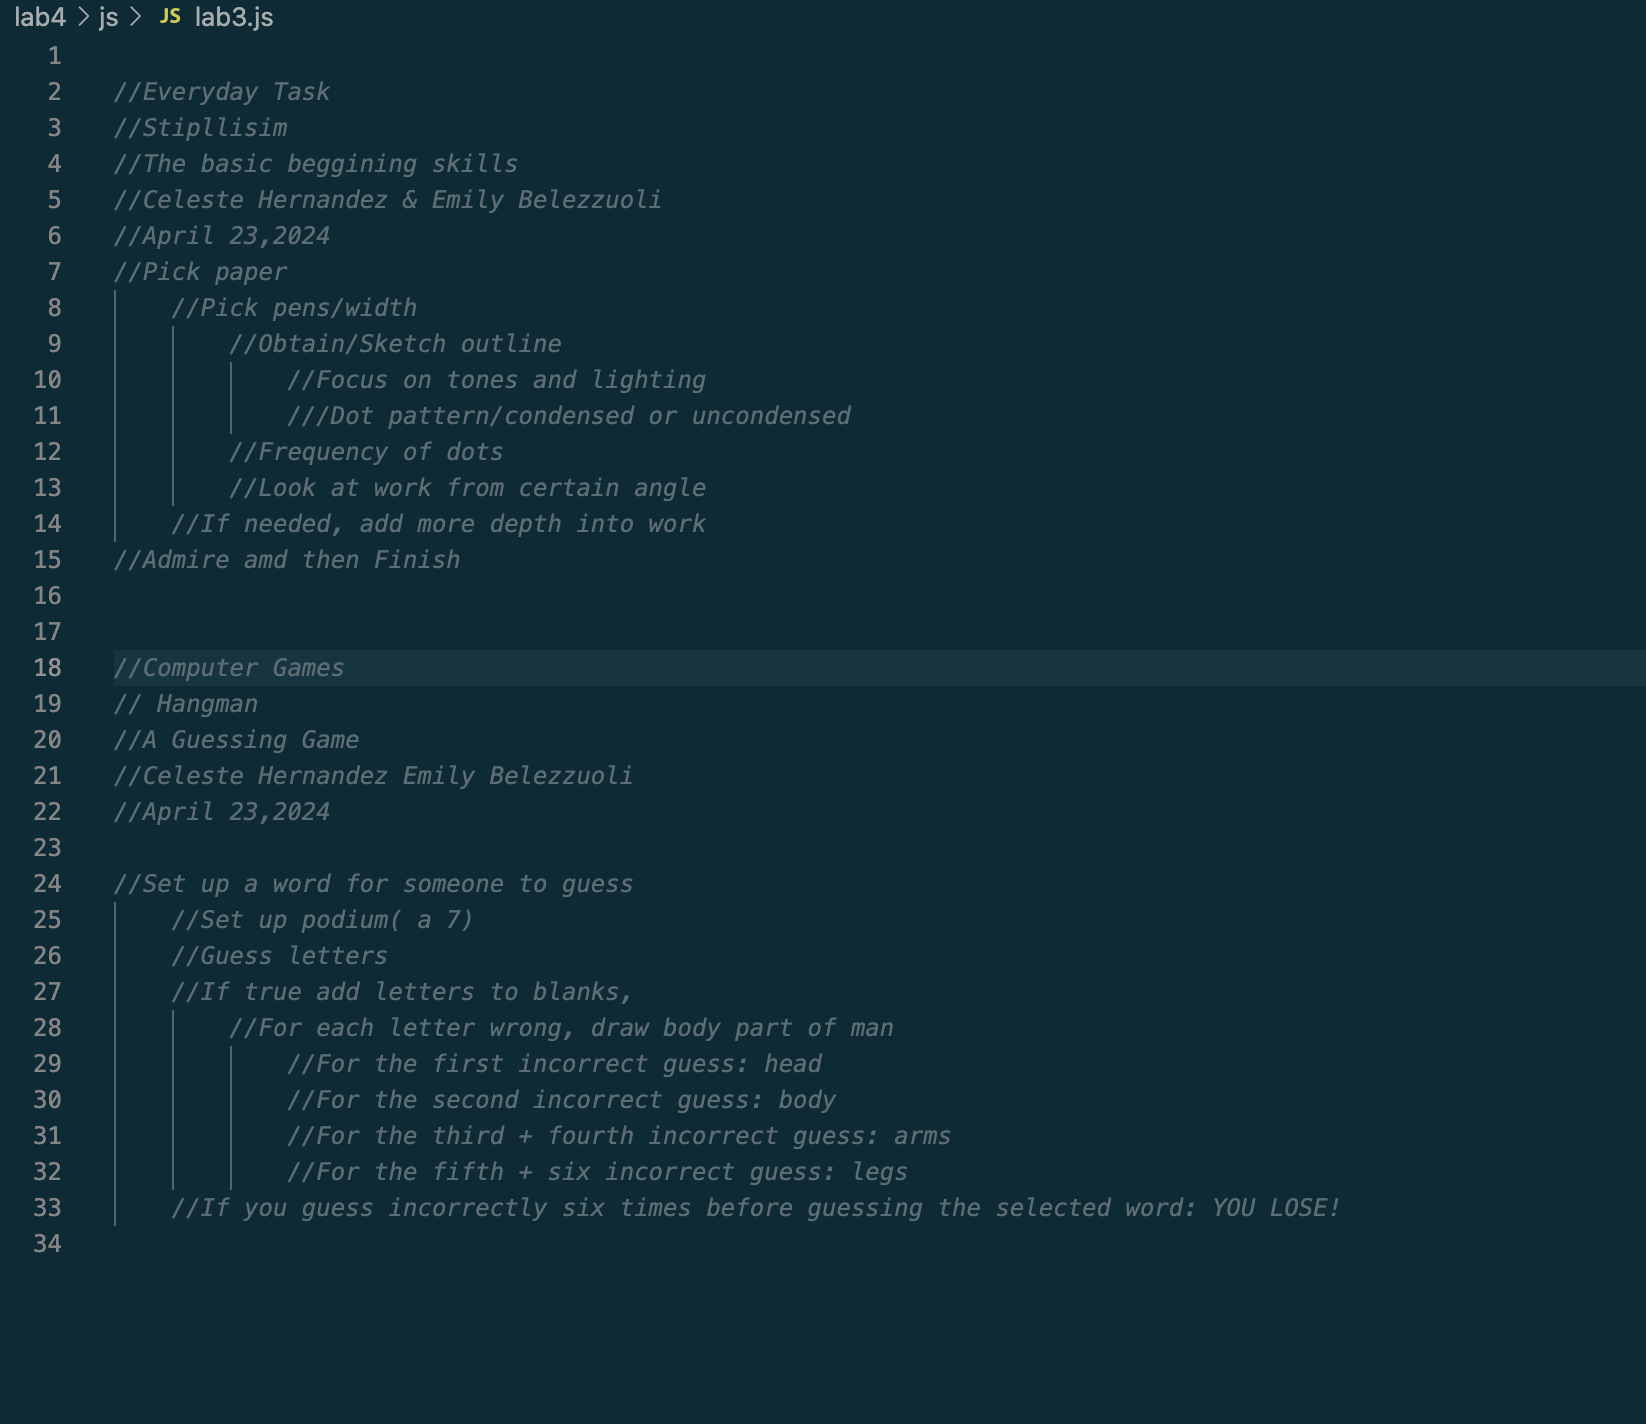 lab4 > js > JS lab3.js
1
2 //Everyday Task
3 //Stipllisim
4 //The basic beggining skills
5 //Celeste Hernandez & Emily Belezzuoli
6 //April 23,2024
7 //Pick paper
8 //Pick pens/width
9 //Obtain/Sketch outline
10 //Focus on tones and lighting
11 ///Dot pattern/condensed or uncondensed
12 //Frequency of dots
13 //Look at work from certain angle
14 //If needed, add more depth into work
15 //Admire amd then Finish
16
17
18 //Computer Games
19 // Hangman
20 //A Guessing Game
21 //Celeste Hernandez Emily Belezzuoli
22 //April 23,2024
23
24 //Set up a word for someone to guess
25 //Set up podium( a 7)
26 //Guess letters
27 //If true add letters to blanks,
28 //For each letter wrong, draw body part of man
29 //For the first incorrect guess: head
30 //For the second incorrect guess: body
31 //For the third + fourth incorrect guess: arms
32 //For the fifth + six incorrect guess: legs
33 //If you guess incorrectly six times before guessing the selected word: YOU LOSE!
34